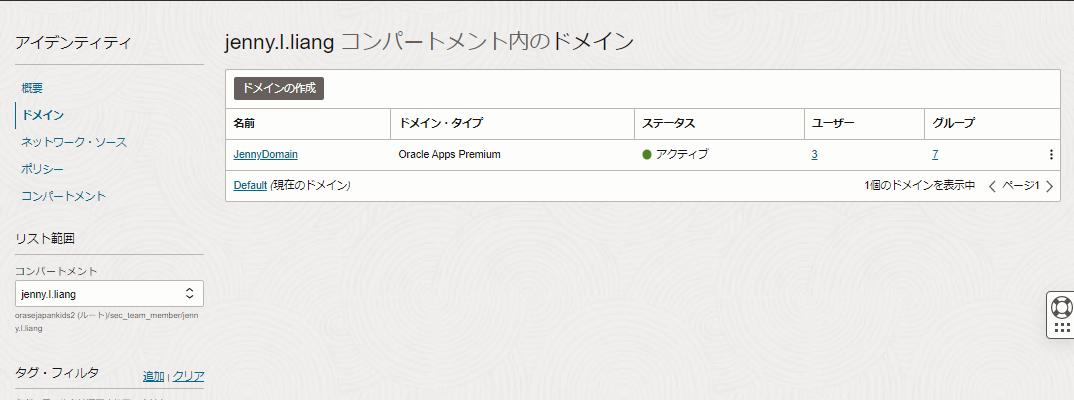 アイデンティティ
概要
ドメイン
ネットワーク・ソース
ポリシー
コンパートメント
リスト範囲
コンパートメント
jenny.l.liang
orasejapankids2 (ルート)/sec_team_member/jenn
y.l.liang
タグ・フィルタ 追加 | クリア
jenny.l.liang コンパートメント内のドメイン
ドメインの作成
名前 ドメイン・タイプ ステータス ユーザー グループ
JennyDomain Oracle Apps Premium アクティブ 3 7
Default (現在のドメイン) 1個のドメインを表示中 ページ1